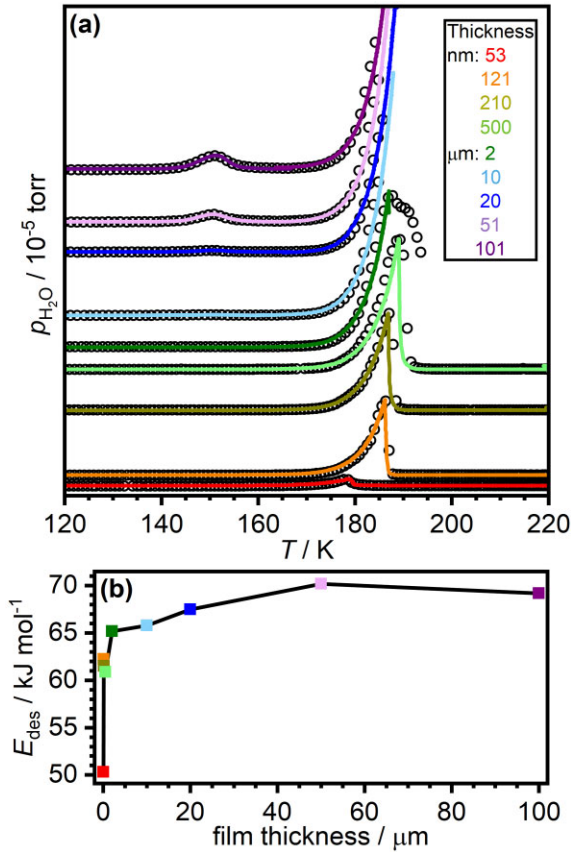 (a)
Thickness
nm: 53
121
210
500
μm: 2
10
20
51
101
p_H₂O / 10⁻⁵ torr
120 140 160 180 200 220
T / K
(b)
70
65
60
55
50
E_des / kJ mol⁻¹
0 20 40 60 80 100
film thickness / μm